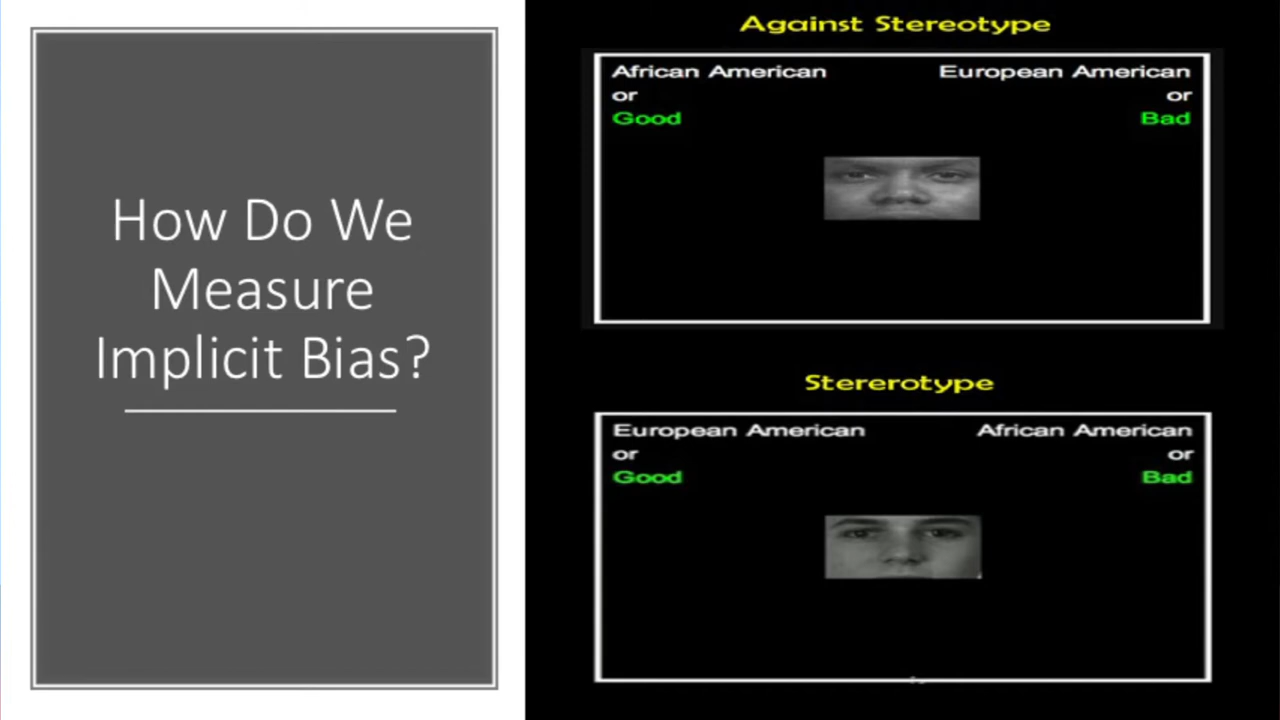 How Do We
Measure
Implicit Bias?
Against Stereotype
African American
or
Good
European American
or
Bad
Stererotype
European American
or
Good
African American
or
Bad